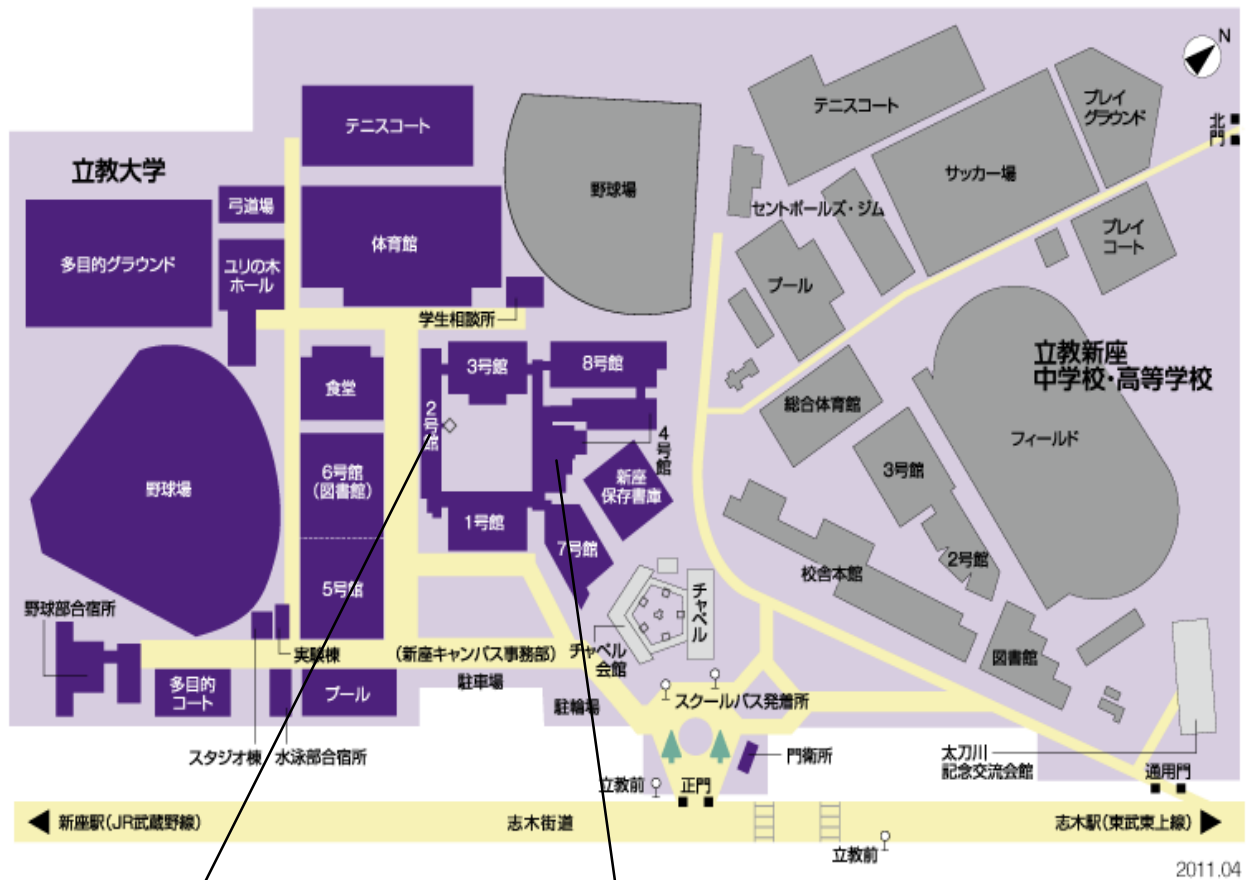 N
テニスコート
プレイ
グラウンド
北門
テニスコート
立教大学
サッカー場
野球場
弓道場
セントポールズ・ジム
プレイ
コート
体育館
多目的グラウンド
ユリの木
ホール
プール
学生相談所
立教新座
中学校・高等学校
3号館
8号館
食堂
総合体育館
2号館
4号館
フィールド
3号館
6号館
(図書館)
新座
保存書庫
野球場
1号館
7号館
2号館
校舎本館
5号館
チャペル
野球部合宿所
実験棟
(新座キャンパス事務部)
チャペル
会館
図書館
駐車場
多目的
コート
プール
スクールバス発着所
駐輪場
スタジオ棟
水泳部合宿所
門衛所
太刀川
記念交流会館
通用門
立教前
正門
新座駅(JR武蔵野線)
志木街道
志木駅(東武東上線)
立教前
2011.04